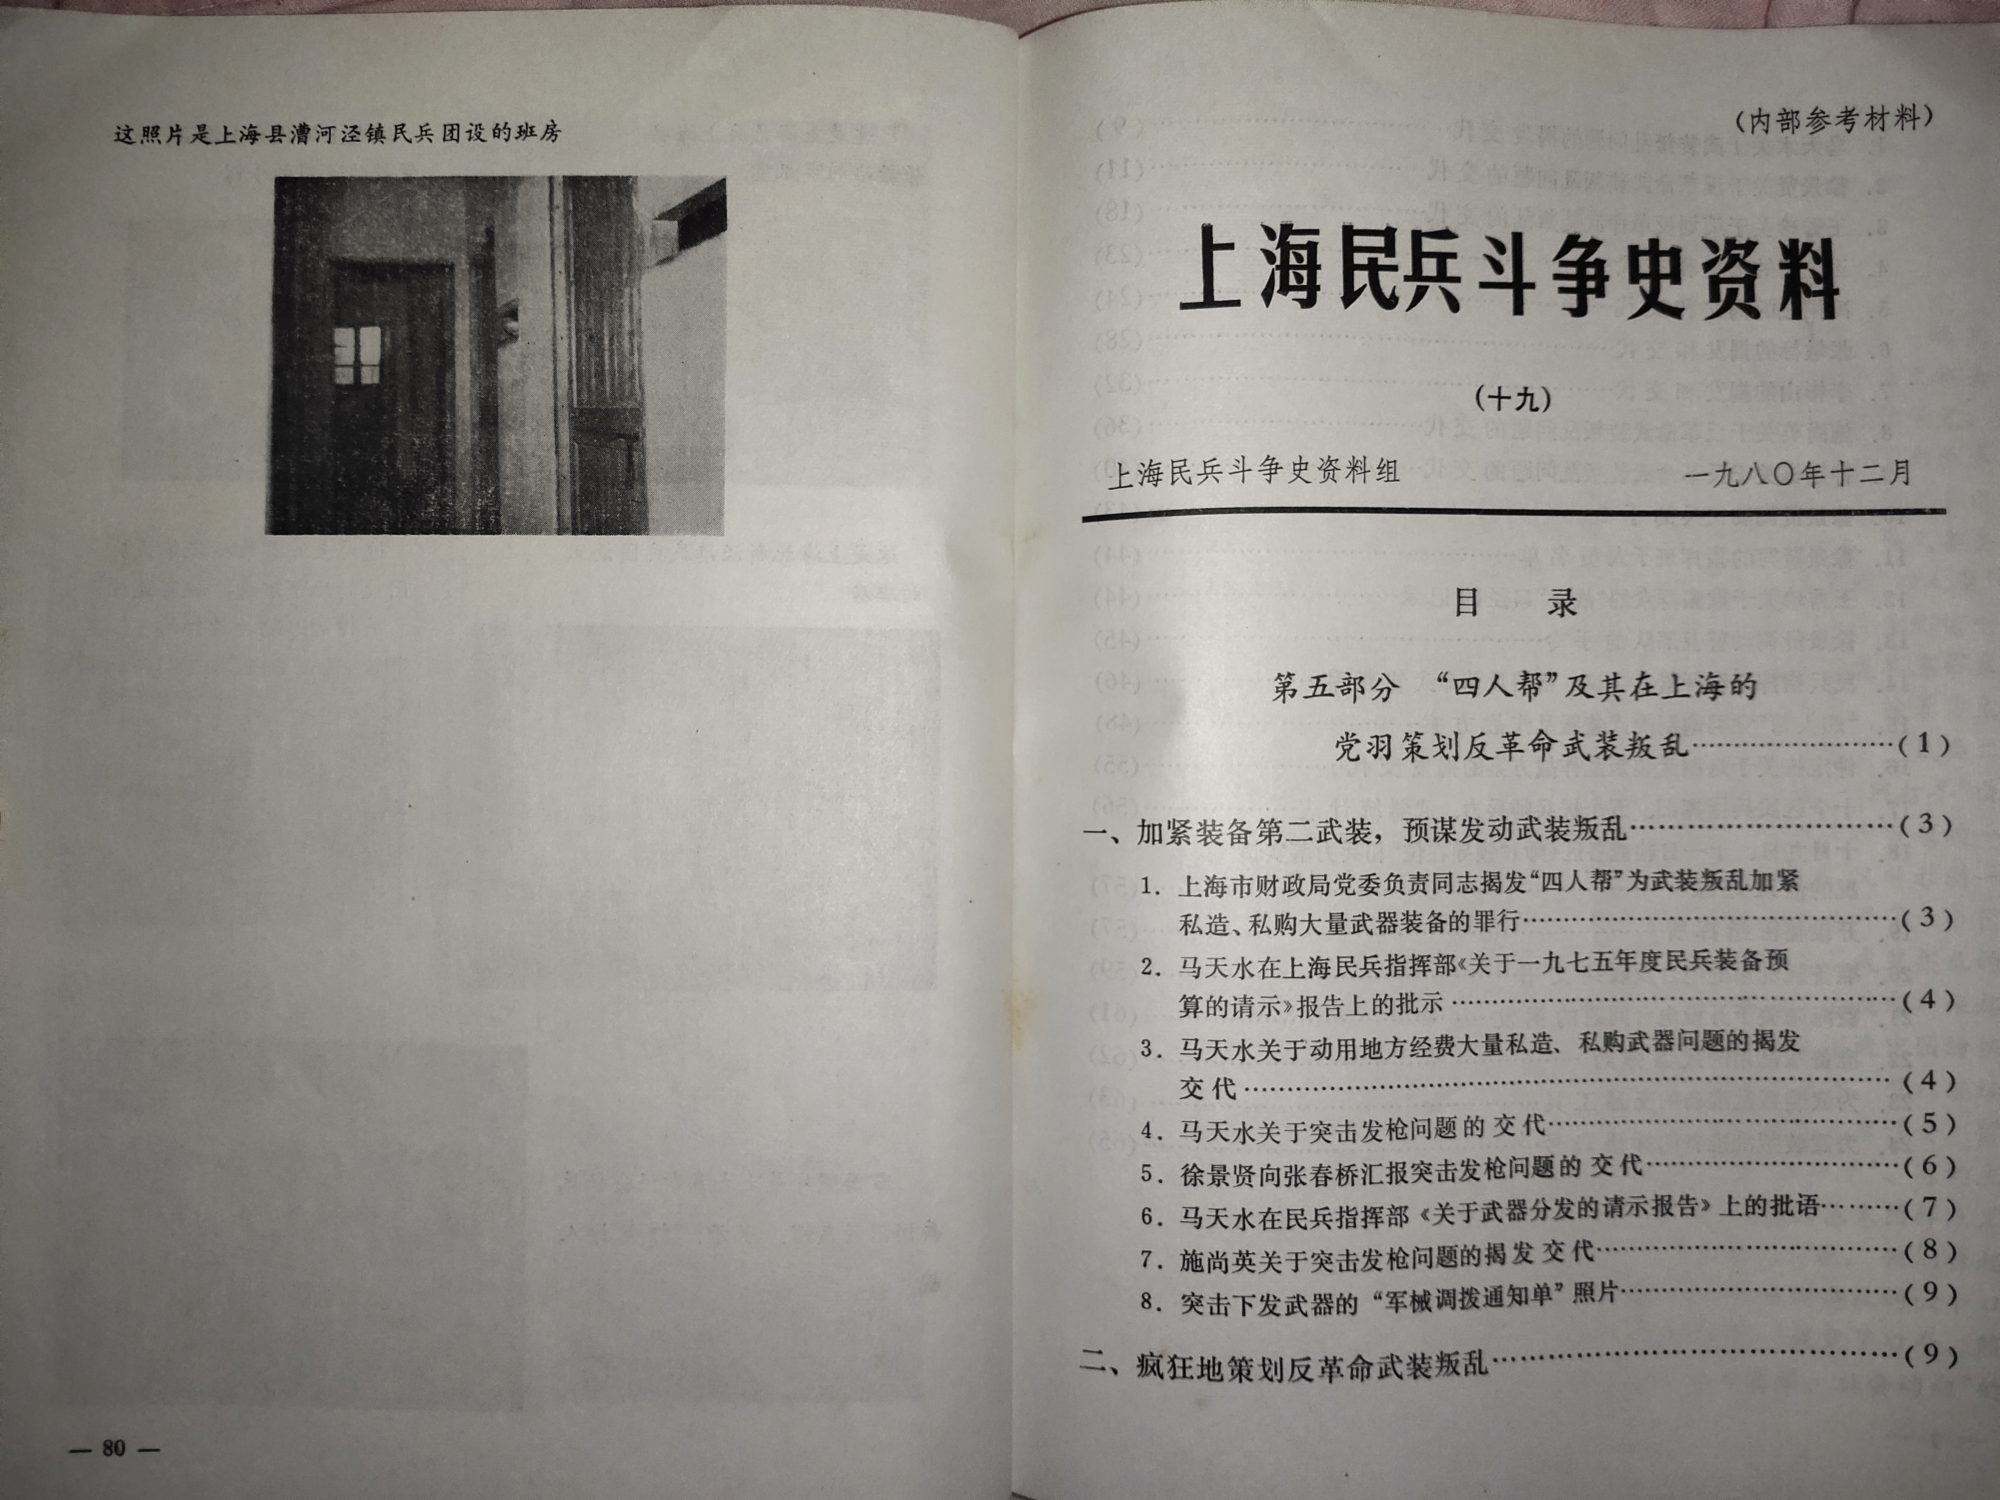 这照片是上海县漕河泾镇民兵团设的班房
— 80 —
（内部参考材料）
上海民兵斗争史资料
（十九）
上海民兵斗争史资料组 一九八〇年十二月
目 录
第五部分 “四人帮”及其在上海的
党羽策划反革命武装叛乱……………………（1）
一、加紧装备第二武装，预谋发动武装叛乱……………………（3）
1. 上海市财政局党委负责同志揭发“四人帮”为武装叛乱加紧
私造、私购大量武器装备的罪行……………………（3）
2. 马天水在上海民兵指挥部《关于一九七五年度民兵装备预
算的请示》报告上的批示……………………（4）
3. 马天水关于动用地方经费大量私造、私购武器问题的揭发
交代……………………（4）
4. 马天水关于突击发枪问题的交代……………………（5）
5. 徐景贤向张春桥汇报突击发枪问题的交代……………………（6）
6. 马天水在民兵指挥部《关于武器分发的请示报告》上的批语………（7）
7. 施尚英关于突击发枪问题的揭发交代……………………（8）
8. 突击下发武器的“军械调拨通知单”照片……………………（9）
二、疯狂地策划反革命武装叛乱……………………（9）